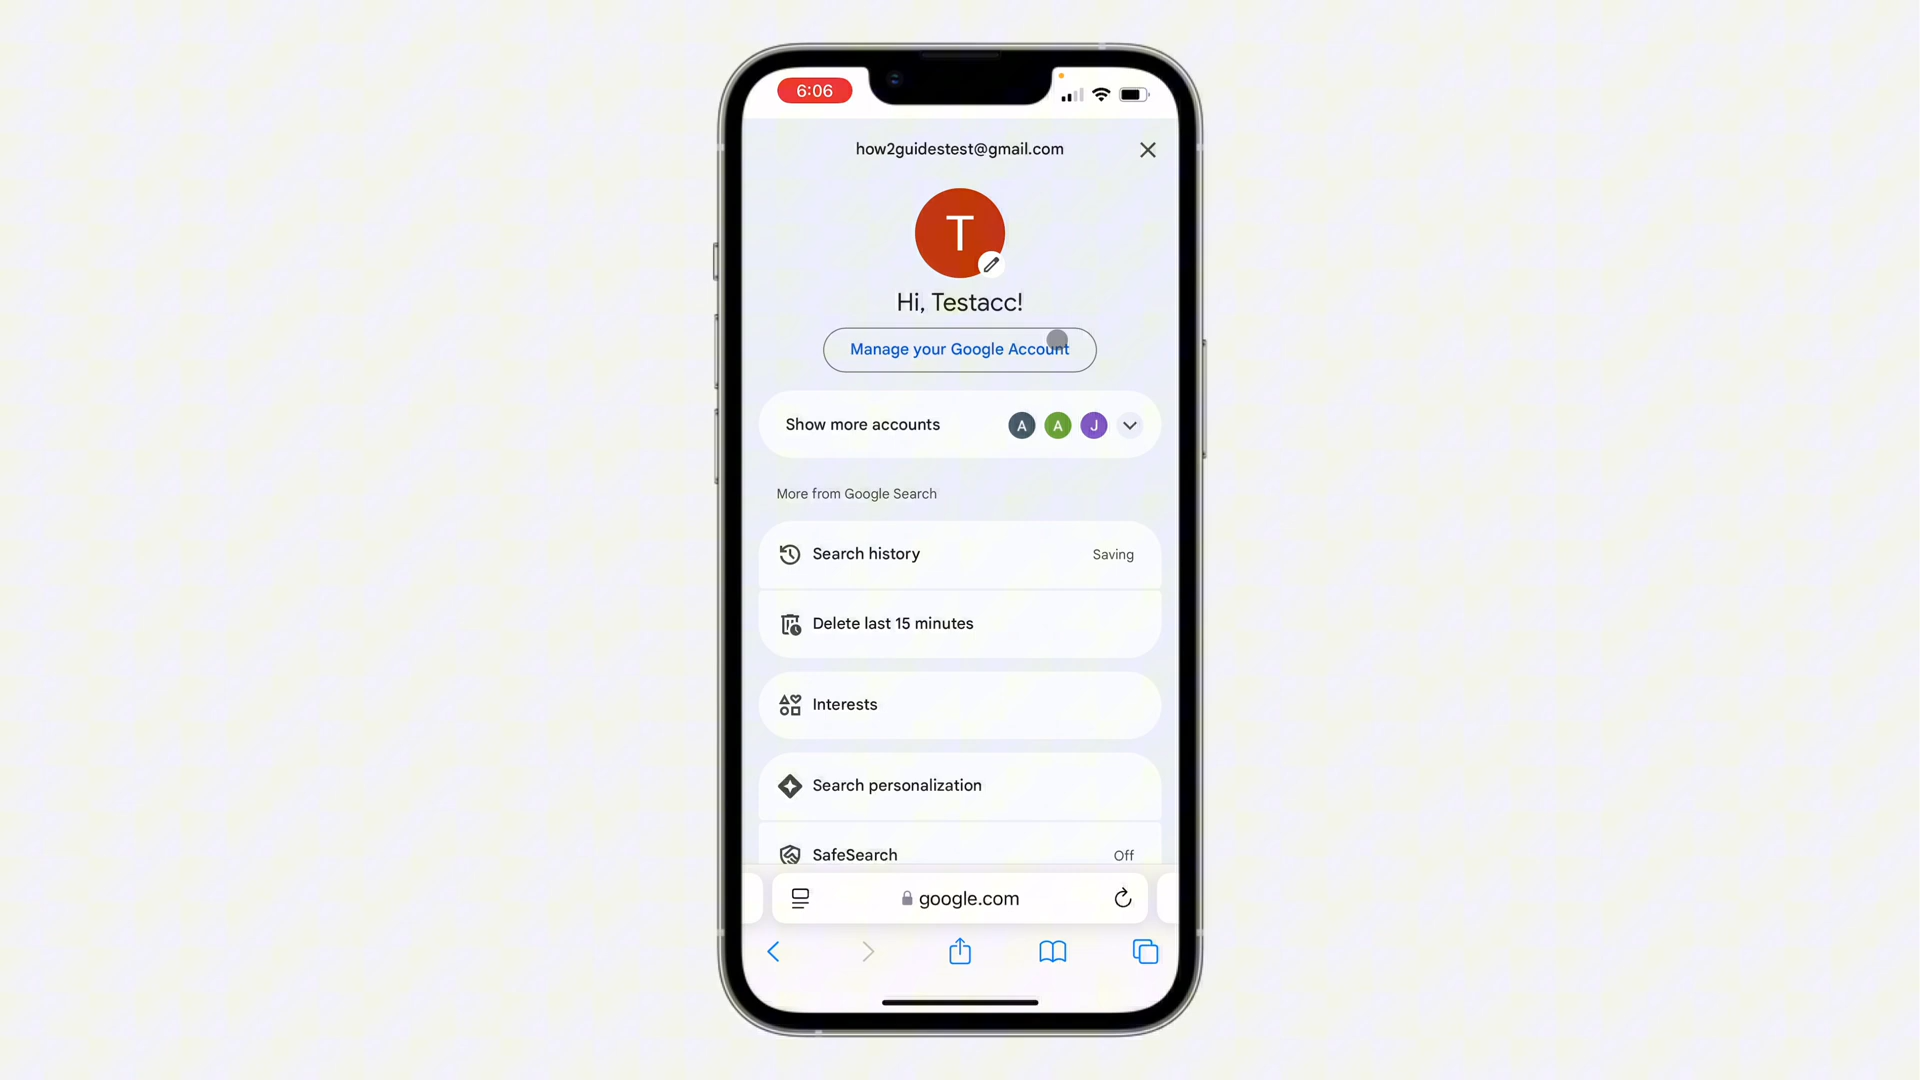 6:06
how2guidestest@gmail.com
T
Hi, Testacc!
Manage your Google Account
Show more accounts
A A J
More from Google Search
Search history Saving
Delete last 15 minutes
Interests
Search personalization
SafeSearch Off
google.com